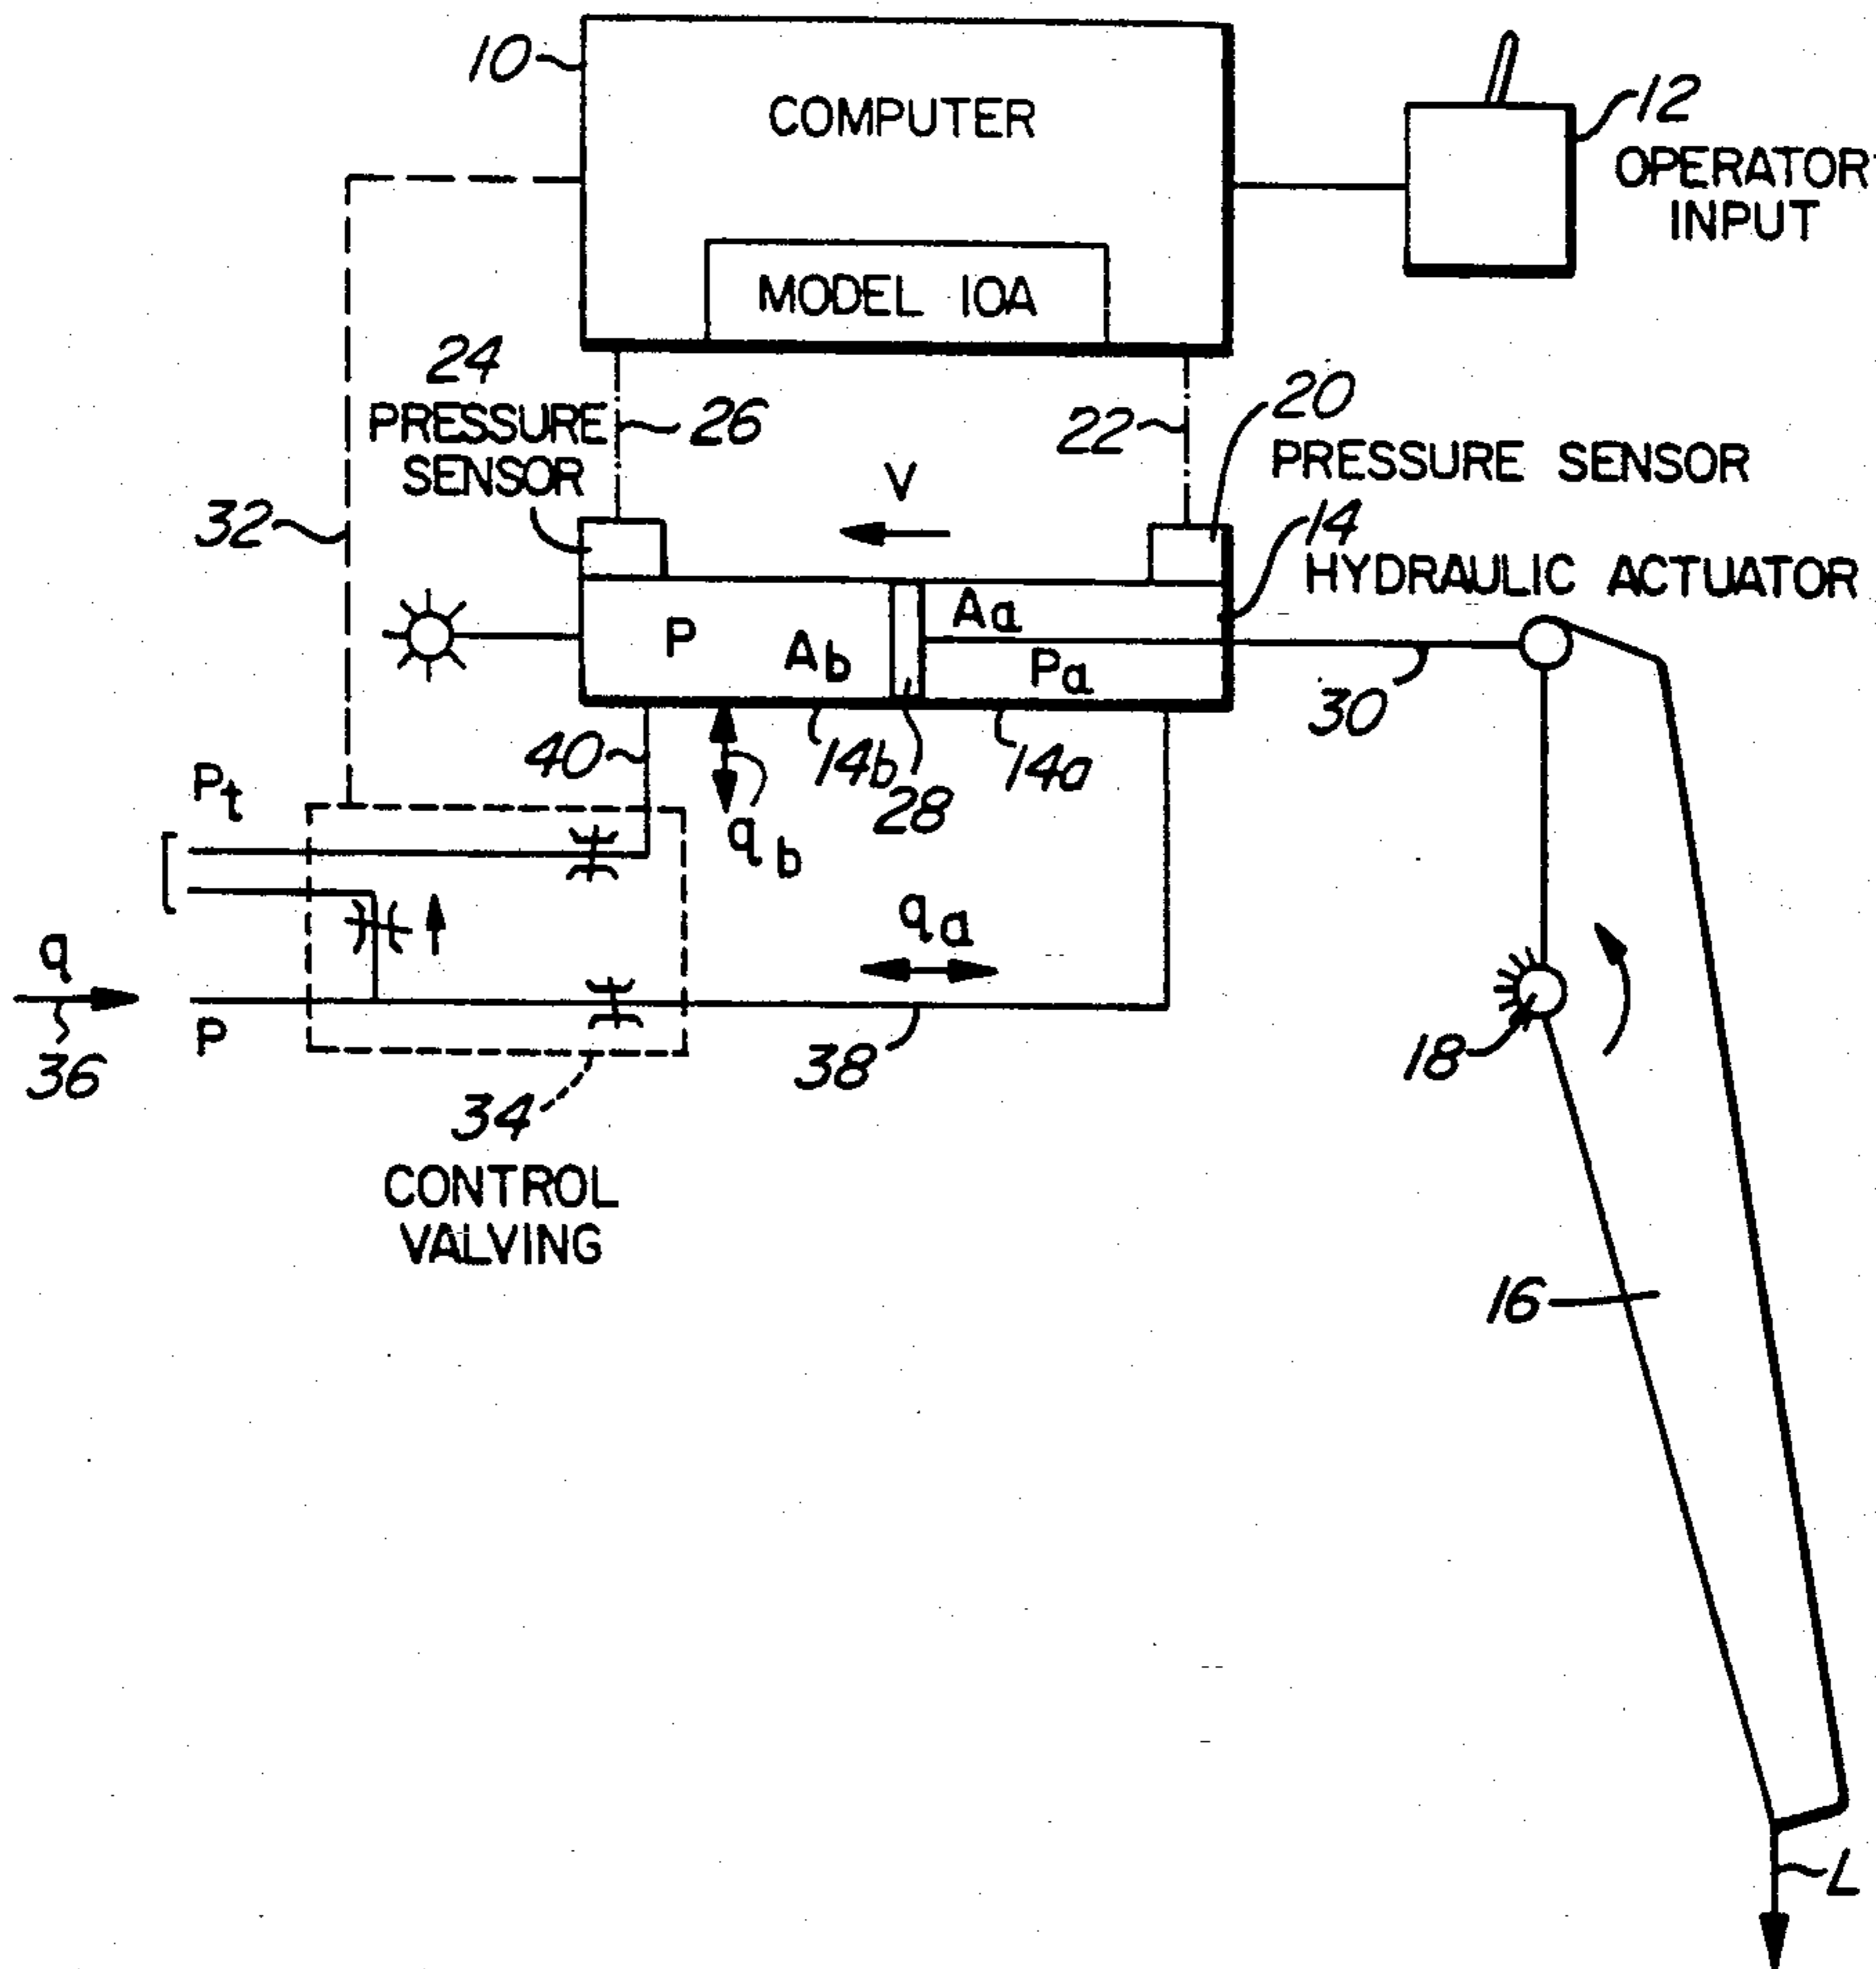 10
COMPUTER
12
OPERATOR
INPUT
MODEL 10A
24
PRESSURE
SENSOR
26
22
20
PRESSURE SENSOR
V
32
14
HYDRAULIC ACTUATOR
P
Ab
Aa
Pa
30
40
14b
28
14a
Pt
qb
qa
q
36
P
38
18
34
CONTROL
VALVING
16
L